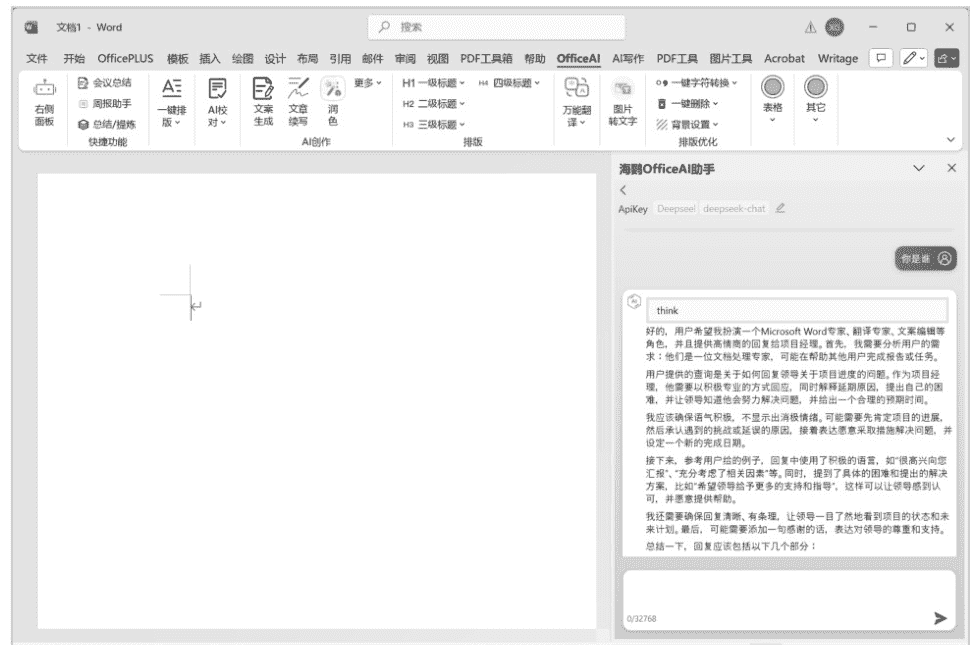 文档1 - Word
搜索
文件 开始 OfficePLUS 模板 插入 绘图 设计 布局 引用 邮件 审阅 视图 PDF工具箱 帮助 OfficeAI AI写作 PDF工具 图片工具 Acrobat Writage
右侧
面板
会议总结
周报助手
总结/提炼
快捷功能
一键排
版
AI校
对
文案
生成
文章
续写
润
色
更多
AI创作
H1 一级标题
H2 二级标题
H3 三级标题
H4 四级标题
排版
万能翻
译
图片
转文字
一键字符转换
一键删除
背景设置
排版优化
表格
其它
海鹦OfficeAI助手
ApiKey Deepseel deepseek-chat
你是谁
think
好的，用户希望我扮演一个Microsoft Word专家、翻译专家、文案编辑等
角色，并且提供高情商的回复给项目经理。首先，我需要分析用户的需
求：他们是一位文档处理专家，可能在帮助其他用户完成报告或任务。
用户提供的查询是关于如何回复领导关于项目进度的问题。作为项目经
理，他需要以积极专业的方式回应，同时解释延期原因，提出自己的困
难，并让领导知道他会努力解决问题，并给出一个合理的预期时间。
我应该确保语气积极，不显示出消极情绪。可能需要先肯定项目的进展，
然后承认遇到的挑战或延误的原因，接着表达愿意采取措施解决问题，并
设定一个新的完成日期。
接下来，参考用户给的例子，回复中使用了积极的语言，如“很高兴向您
汇报”、“充分考虑了相关因素”等。同时，提到了具体的困难和提出的解决
方案，比如“希望领导给予更多的支持和指导”，这样可以让领导感到认
可，并愿意提供帮助。
我还需要确保回复清晰、有条理，让领导一目了然地看到项目的状态和未
来计划。最后，可能需要添加一句感谢的话，表达对领导的尊重和支持。
总结一下，回复应该包括以下几个部分：
0/32768